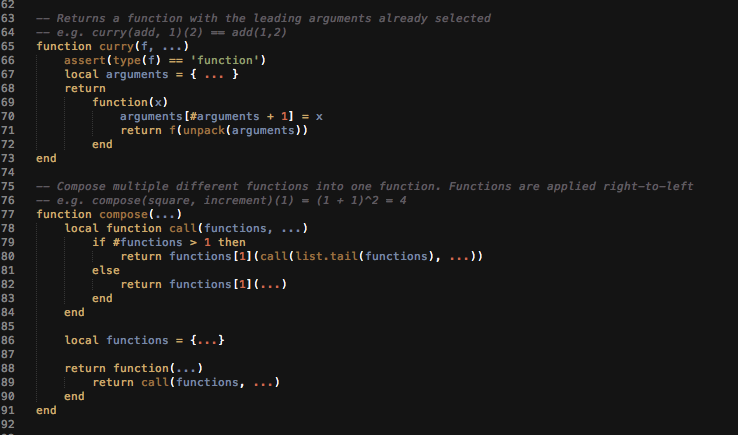 62
63 -- Returns a function with the leading arguments already selected
64 -- e.g. curry(add, 1)(2) == add(1,2)
65 function curry(f, ...)
66     assert(type(f) == 'function')
67     local arguments = { ... }
68     return
69         function(x)
70             arguments[#arguments + 1] = x
71             return f(unpack(arguments))
72         end
73 end
74
75 -- Compose multiple different functions into one function. Functions are applied right-to-left
76 -- e.g. compose(square, increment)(1) = (1 + 1)^2 = 4
77 function compose(...)
78     local function call(functions, ...)
79         if #functions > 1 then
80             return functions[1](call(list.tail(functions), ...))
81         else
82             return functions[1](...)
83         end
84     end
85
86     local functions = {...}
87
88     return function(...)
89         return call(functions, ...)
90     end
91 end
92